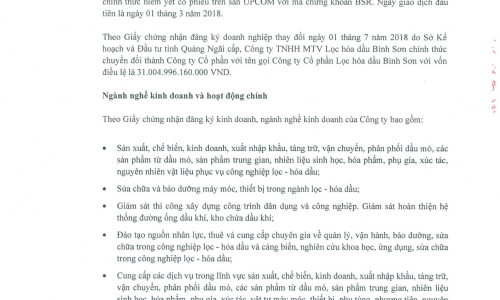 chính thức niêm yết cổ phiếu trên sàn UPCOM với mã chứng khoán BSR. Ngày giao dịch đầu
tiên là ngày 01 tháng 3 năm 2018.
Theo Giấy chứng nhận đăng ký doanh nghiệp thay đổi ngày 01 tháng 7 năm 2018 do Sở Kế
hoạch và Đầu tư tỉnh Quảng Ngãi cấp, Công ty TNHH MTV Lọc hóa dầu Bình Sơn chính thức
chuyển đổi thành Công ty Cổ phần với tên gọi Công ty Cổ phần Lọc hóa dầu Bình Sơn với vốn
điều lệ là 31.004.996.160.000 VND.
Ngành nghề kinh doanh và hoạt động chính
Theo Giấy chứng nhận đăng ký kinh doanh, ngành nghề kinh doanh của Công ty bao gồm:
• Sản xuất, chế biến, kinh doanh, xuất nhập khẩu, tàng trữ, vận chuyển, phân phối dầu mỏ, các
sản phẩm từ dầu mỏ, sản phẩm trung gian, nhiên liệu sinh học, hóa phẩm, phụ gia, xúc tác,
nguyên nhiên vật liệu phục vụ công nghiệp lọc - hóa dầu;
• Sửa chữa và bảo dưỡng máy móc, thiết bị trong ngành lọc - hóa dầu;
• Giám sát thi công xây dựng công trình dân dụng và công nghiệp. Giám sát hoàn thiện hệ
thống đường ống dầu khí, kho chứa dầu khí;
• Đào tạo nguồn nhân lực, thuê và cung cấp chuyên gia về quản lý, vận hành, bảo dưỡng, sửa
chữa trong công nghiệp lọc - hóa dầu và cảng biển, nghiên cứu khoa học, ứng dụng, sửa chữa
trong công nghiệp lọc - hóa dầu;
• Cung cấp các dịch vụ trong lĩnh vực sản xuất, chế biến, kinh doanh, xuất nhập khẩu, tàng trữ,
vận chuyển, phân phối dầu mỏ, các sản phẩm từ dầu mỏ, sản phẩm trung gian, nhiên liệu
sinh học, hóa phẩm, phụ gia, xúc tác, vật tư máy móc, thiết bị, phụ tùng, phương tiện, nguyên